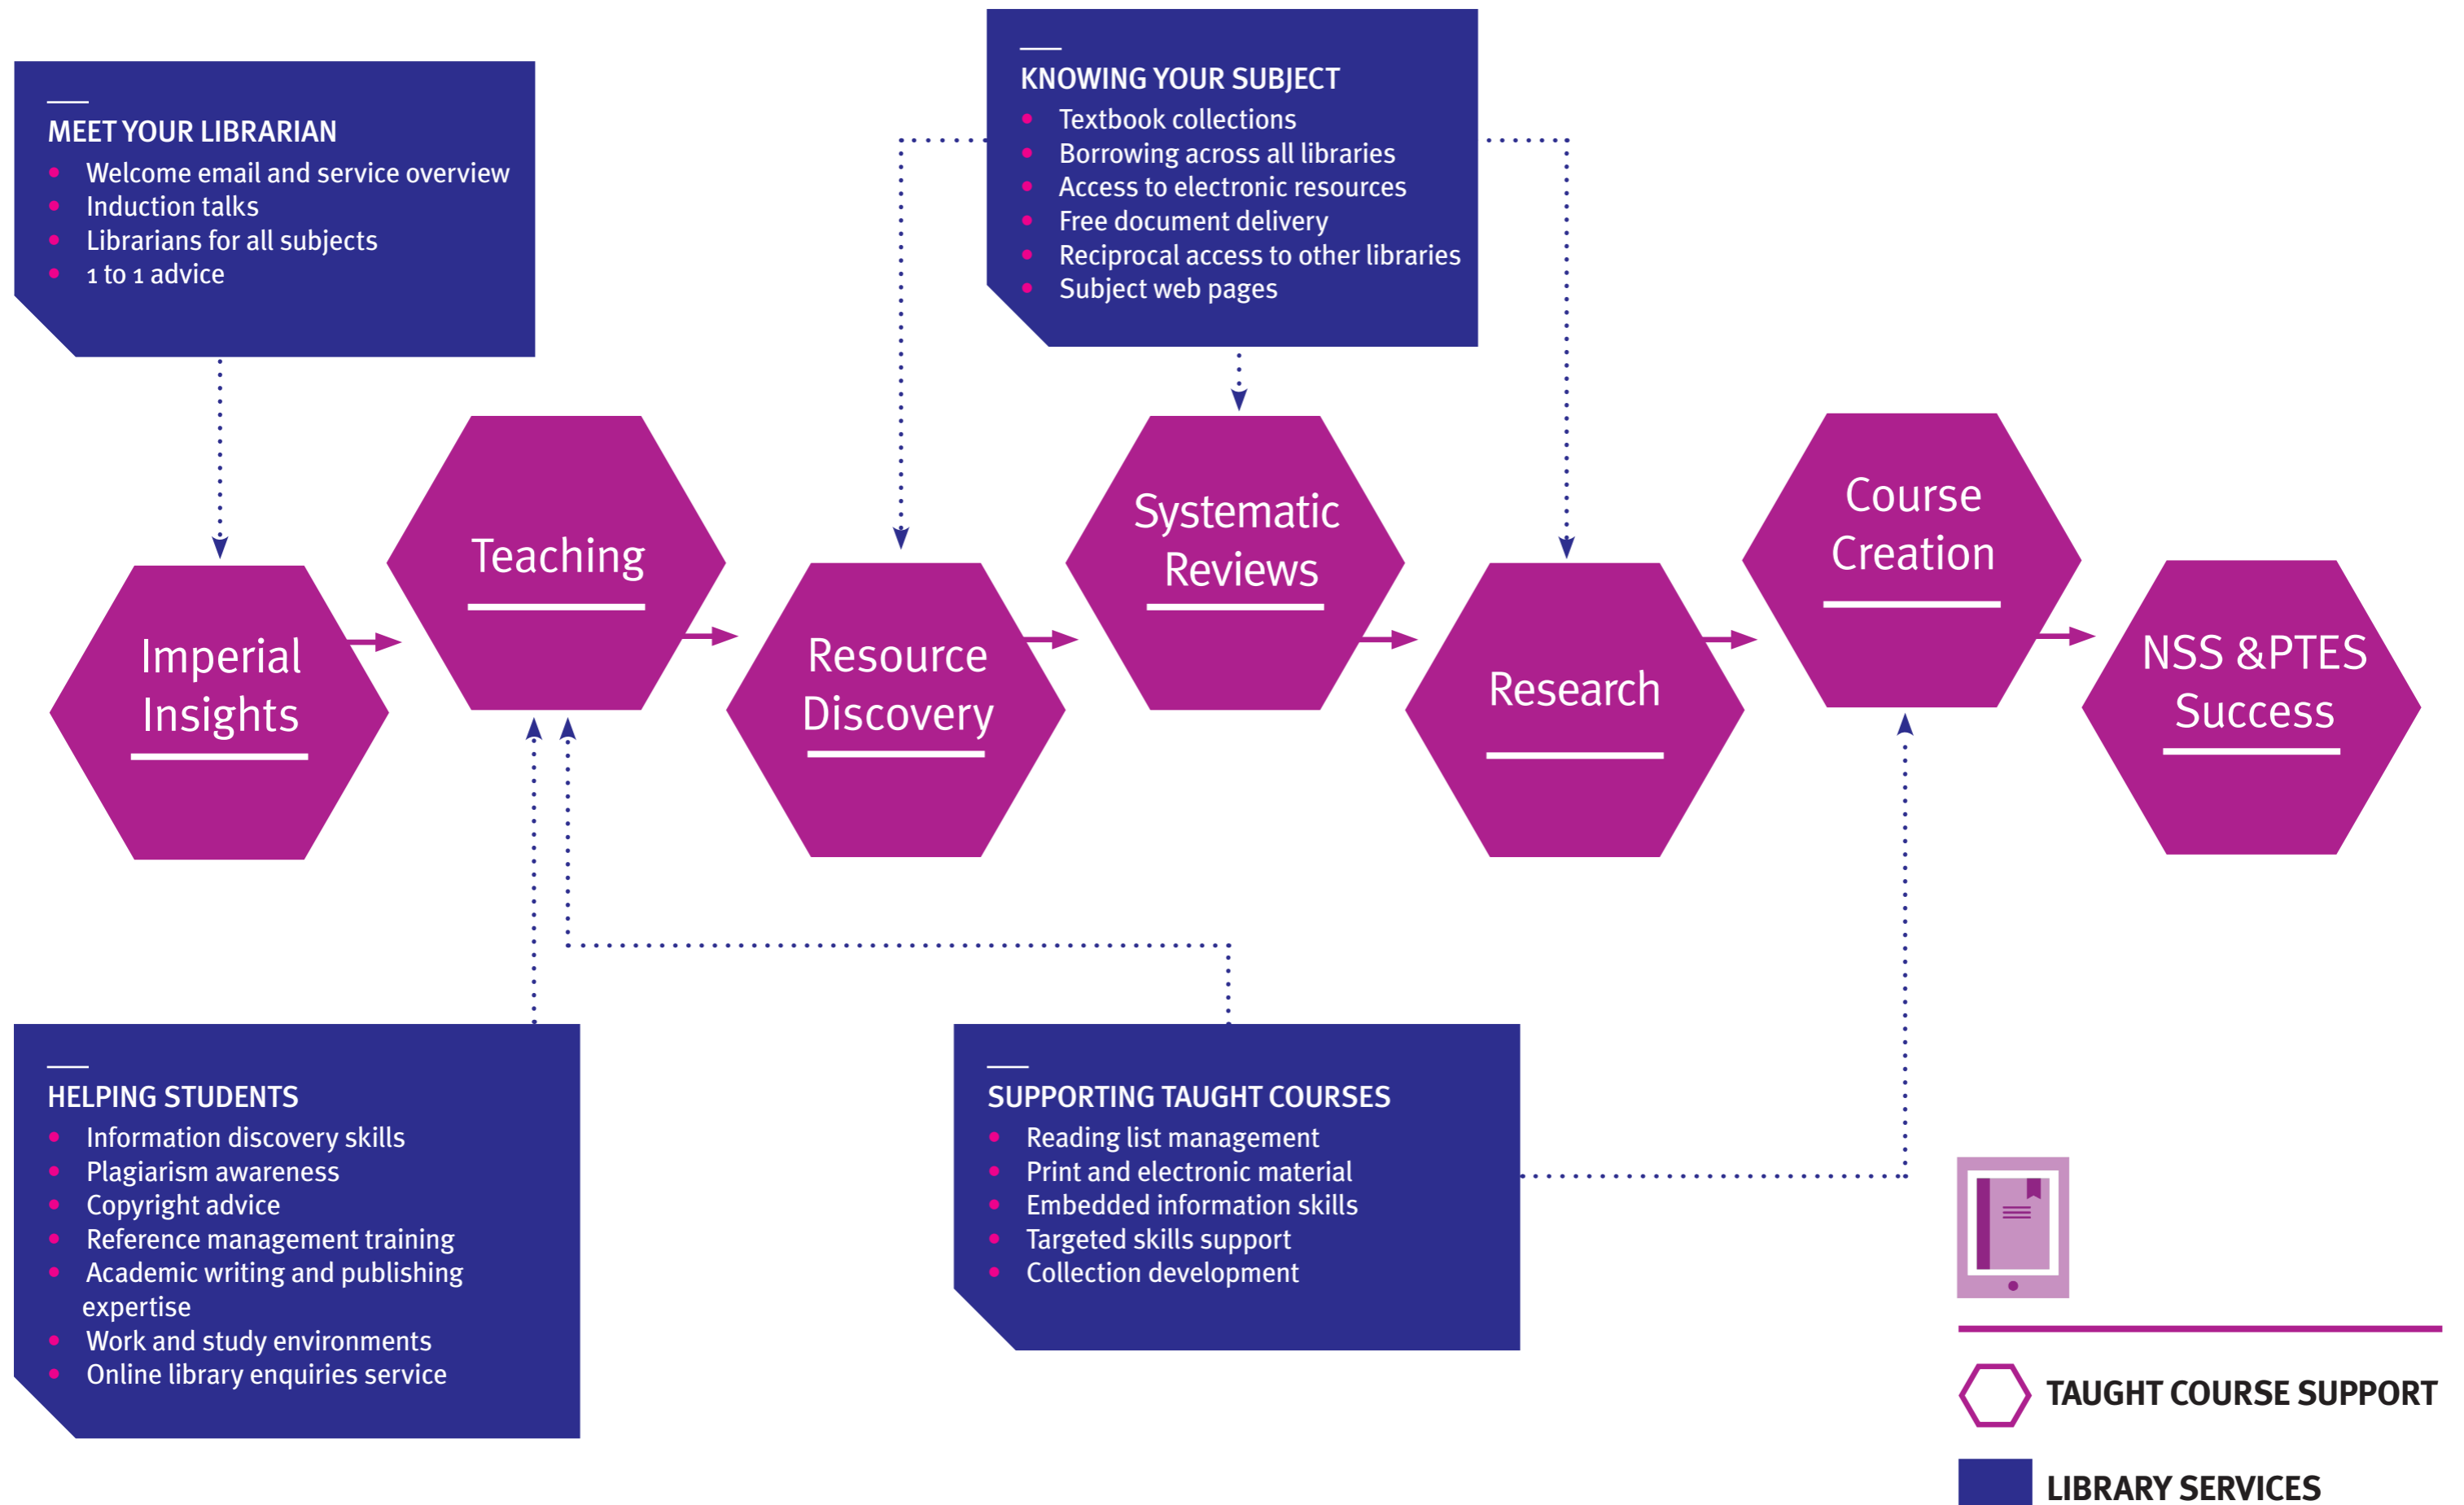 MEET YOUR LIBRARIAN
• Welcome email and service overview
• Induction talks
• Librarians for all subjects
• 1 to 1 advice
KNOWING YOUR SUBJECT
• Textbook collections
• Borrowing across all libraries
• Access to electronic resources
• Free document delivery
• Reciprocal access to other libraries
• Subject web pages
Imperial
Insights
Teaching
Resource
Discovery
Systematic
Reviews
Research
Course
Creation
NSS &PTES
Success
HELPING STUDENTS
• Information discovery skills
• Plagiarism awareness
• Copyright advice
• Reference management training
• Academic writing and publishing
expertise
• Work and study environments
• Online library enquiries service
SUPPORTING TAUGHT COURSES
• Reading list management
• Print and electronic material
• Embedded information skills
• Targeted skills support
• Collection development
TAUGHT COURSE SUPPORT
LIBRARY SERVICES